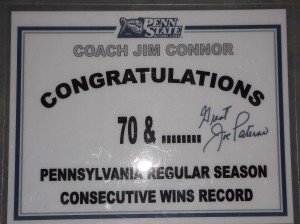 PENN STATE
COACH JIM CONNOR
CONGRATULATIONS
70 & ........
Great
Joe Paterno
PENNSYLVANIA REGULAR SEASON
CONSECUTIVE WINS RECORD